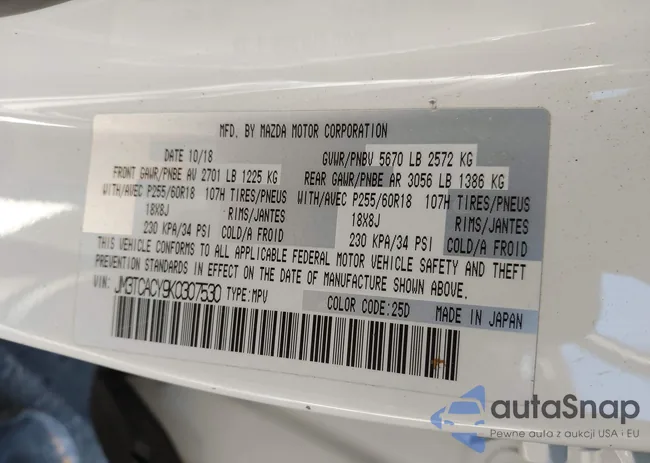 MFD. BY MAZDA MOTOR CORPORATION
DATE 10/18 GVWR/PNBV 5670 LB 2572 KG
FRONT GAWR/PNBE AV 2701 LB 1225 KG REAR GAWR/PNBE AR 3056 LB 1386 KG
WITH/AVEC P255/60R18 107H TIRES/PNEUS WITH/AVEC P255/60R18 107H TIRES/PNEUS
18X8J RIMS/JANTES 18X8J RIMS/JANTES
230 KPA/34 PSI COLD/A FROID 230 KPA/34 PSI COLD/A FROID
THIS VEHICLE CONFORMS TO ALL APPLICABLE FEDERAL MOTOR VEHICLE SAFETY AND THEFT
PREVENTION STANDARDS IN EFFECT ON THE DATE OF MANUFACTURE SHOWN ABOVE.
VIN: JM3TCACY9K0307530 TYPE:MPV COLOR CODE:25D MADE IN JAPAN
autaSnap
Pewne auta z aukcji USA i EU